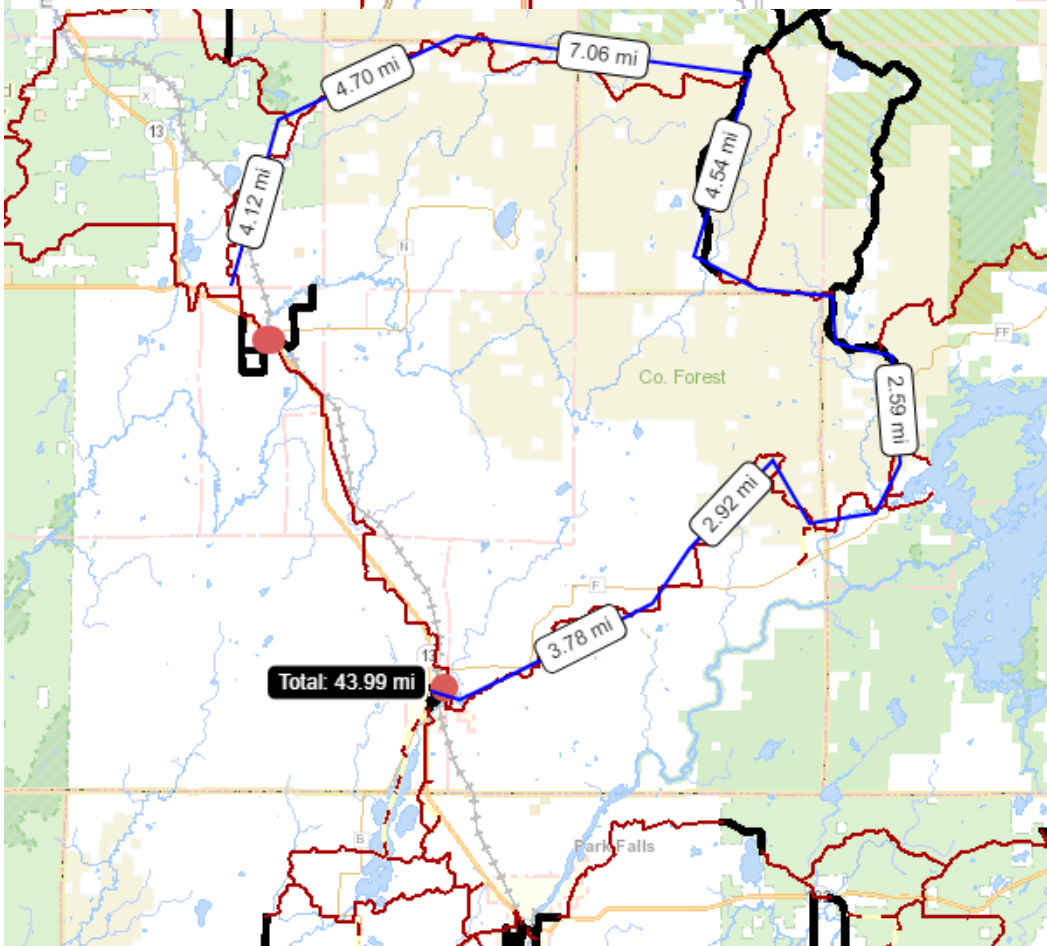 7.06 mi
4.70 mi
X
13
4.54 mi
4.12 mi
N
FF
Co. Forest
2.59 mi
2.92 mi
F
3.78 mi
13
Total: 43.99 mi
B
Park Falls